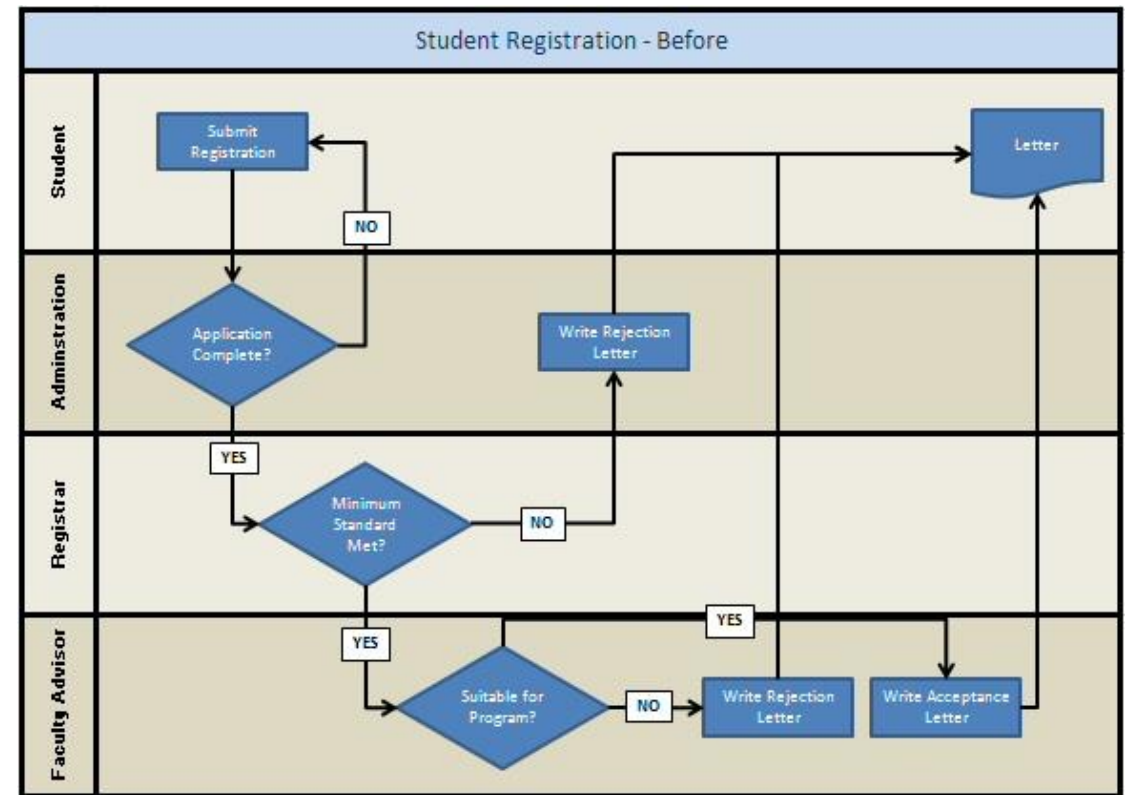 Student Registration - Before
Student
Submit
Registration
Letter
NO
Adminstration
Application
Complete?
Write Rejection
Letter
YES
Registrar
Minimum
Standard
Met?
NO
YES
YES
Faculty Advisor
Suitable for
Program?
NO
Write Rejection
Letter
Write Acceptance
Letter